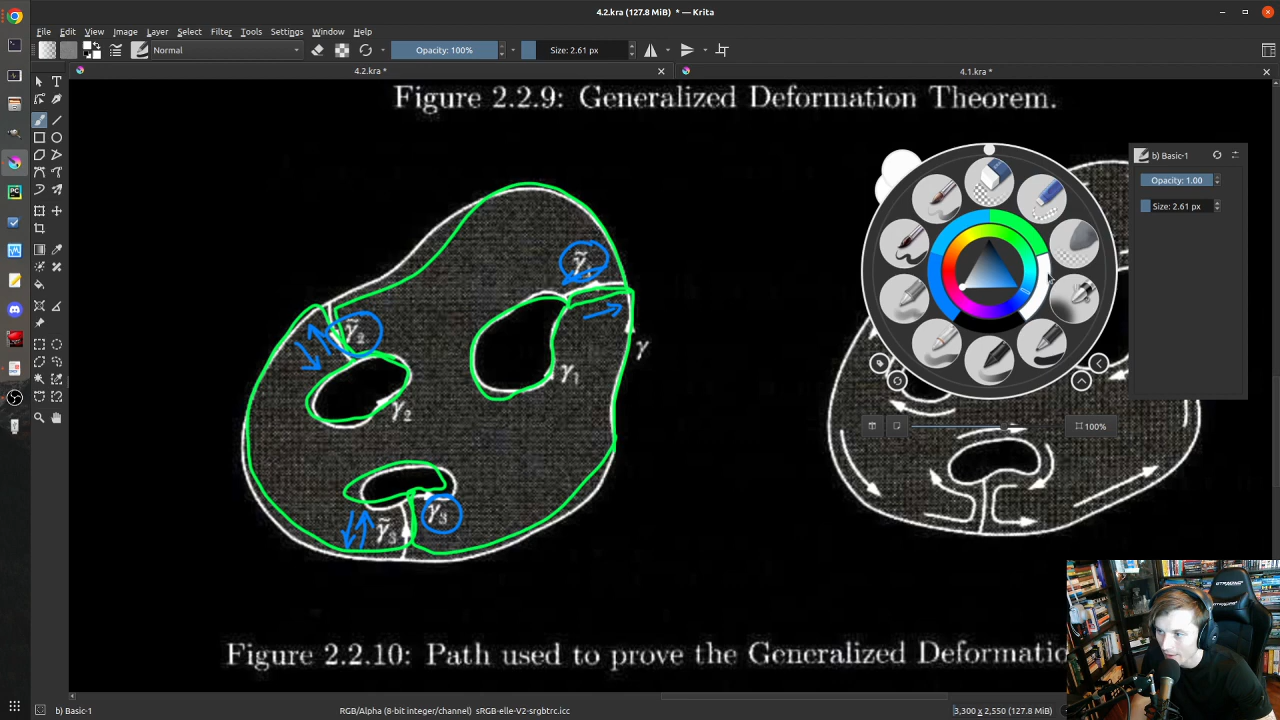 4.2.kra (127.8 MiB) * — Krita
File Edit View Image Layer Select Filter Tools Settings Window Help
Normal Opacity: 100% Size: 2.61 px
4.2.kra * 4.1.kra *
Figure 2.2.9: Generalized Deformation Theorem.
b) Basic-1
Opacity: 1.00
Size: 2.61 px
γ̃
γ̃₂
γ
γ₁
γ₂
γ̃₃
γ₃
100%
Figure 2.2.10: Path used to prove the Generalized
b) Basic-1 RGB/Alpha (8-bit integer/channel) sRGB-elle-V2-srgbtrc.icc 3,300 x 2,550 (127.8 MiB)